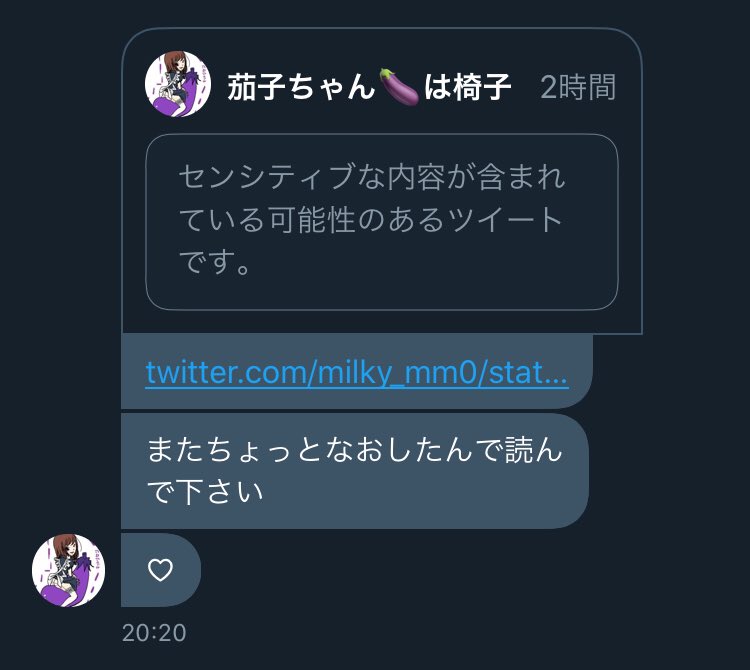 茄子ちゃん🍆は椅子 2時間
センシティブな内容が含まれ
ている可能性のあるツイート
です。
twitter.com/milky_mm0/stat...
またちょっとなおしたんで読ん
で下さい
♡
20:20